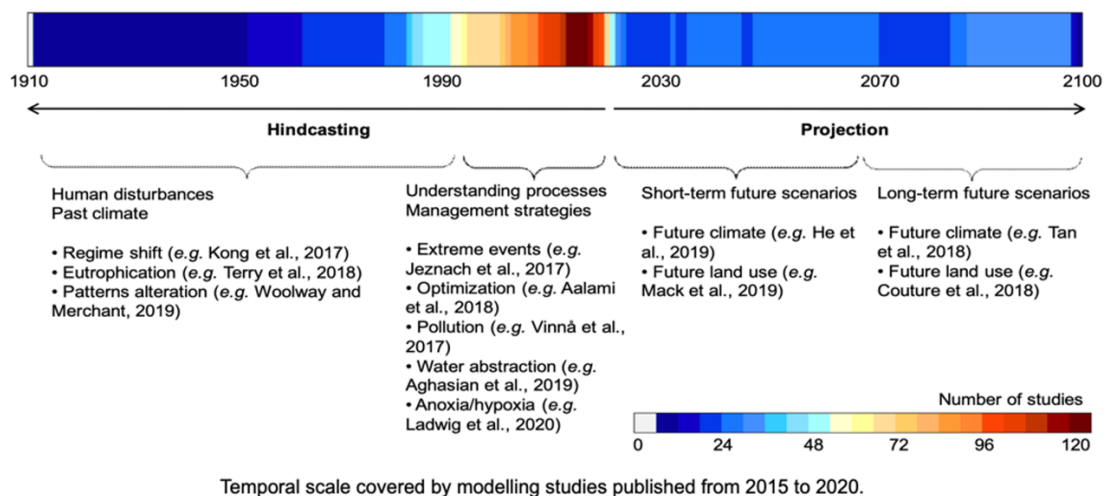 1910 1950 1990 2030 2070 2100
Hindcasting
Projection
Human disturbances
Past climate
• Regime shift (e.g. Kong et al., 2017)
• Eutrophication (e.g. Terry et al., 2018)
• Patterns alteration (e.g. Woolway and
Merchant, 2019)
Understanding processes
Management strategies
• Extreme events (e.g.
Jeznach et al., 2017)
• Optimization (e.g. Aalami
et al., 2018)
• Pollution (e.g. Vinnå et al.,
2017)
• Water abstraction (e.g.
Aghasian et al., 2019)
• Anoxia/hypoxia (e.g.
Ladwig et al., 2020)
Short-term future scenarios
• Future climate (e.g. He et
al., 2019)
• Future land use (e.g.
Mack et al., 2019)
Long-term future scenarios
• Future climate (e.g. Tan
et al., 2018)
• Future land use (e.g.
Couture et al., 2018)
Number of studies
0 24 48 72 96 120
Temporal scale covered by modelling studies published from 2015 to 2020.